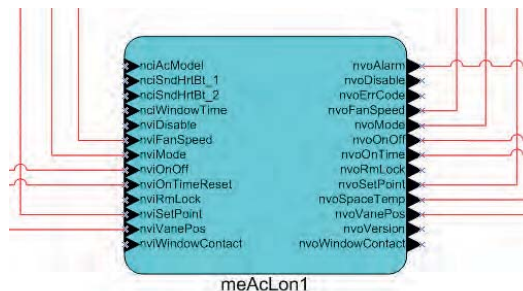 nciAcModel nvoAlarm
nciSndHrtBt_1 nvoDisable
nciSndHrtBt_2 nvoErrCode
nciWindowTime nvoFanSpeed
nviDisable nvoMode
nviFanSpeed nvoOnOff
nviMode nvoOnTime
nviOnOff nvoRmLock
nviOnTimeReset nvoSetPoint
nviRmLock nvoSpaceTemp
nviSetPoint nvoVanePos
nviVanePos nvoVersion
nviWindowContact nvoWindowContact
meAcLon1